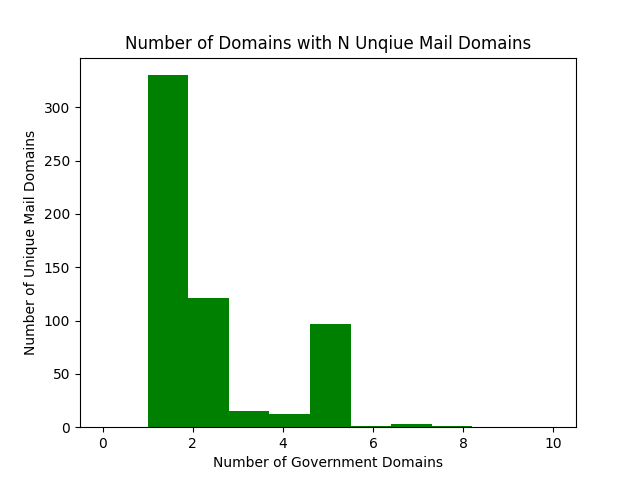 Number of Domains with N Unqiue Mail Domains
Number of Unique Mail Domains
300
250
200
150
100
50
0
0 2 4 6 8 10
Number of Government Domains